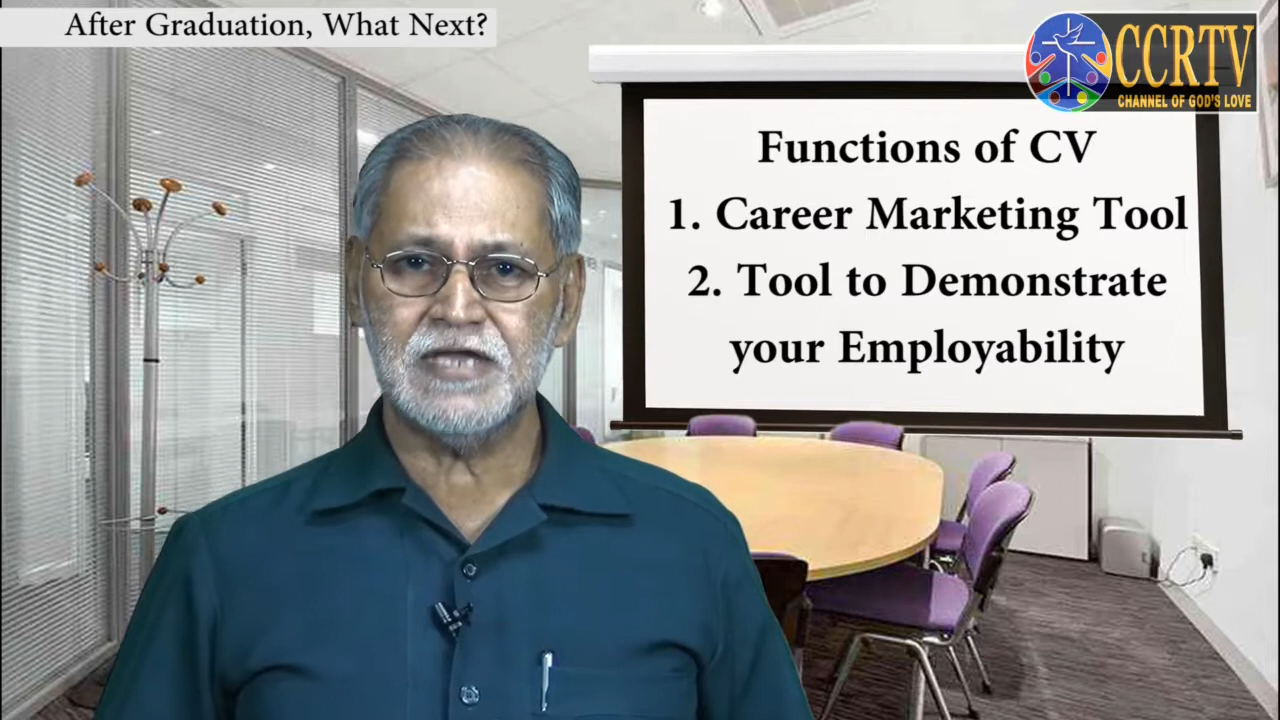 After Graduation, What Next?
CCRTV
CHANNEL OF GOD'S LOVE
Functions of CV
1. Career Marketing Tool
2. Tool to Demonstrate
your Employability